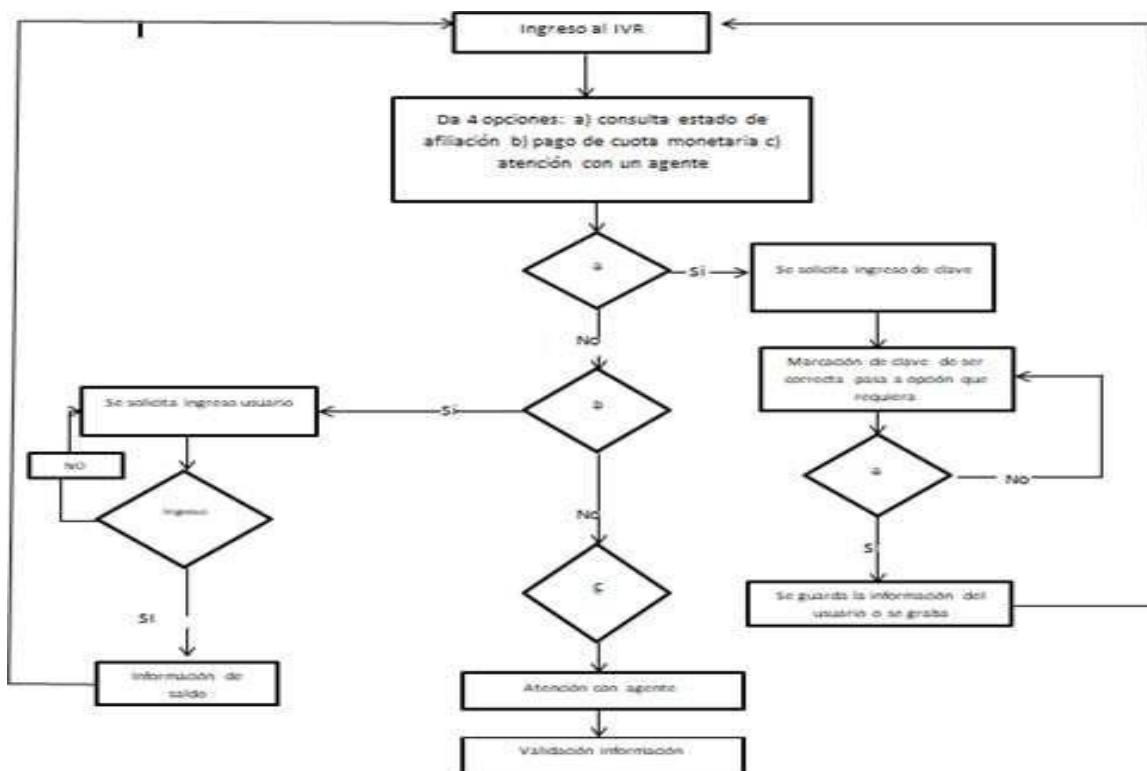 Ingreso al IVR
Da 4 opciones: a) consulta estado de
afiliación b) pago de cuota monetaria c)
atención con un agente
a
Si
Se solicita ingreso de clave
No
Marcación de clave de ser
correcta pasa a opción que
requiera
Se solicita ingreso usuario
Si
b
NO
a
No
Ingreso
No
Si
c
Se guarda la información del
usuario o se graba
Si
Información de
saldo
Atención con agente
Validación información